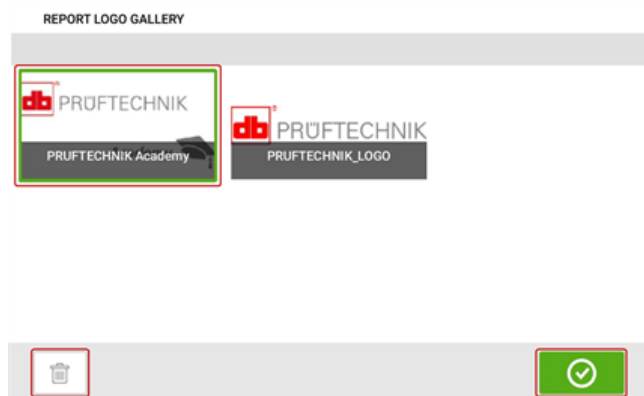 REPORT LOGO GALLERY
db PRÜFTECHNIK
PRUFTECHNIK Academy
db PRÜFTECHNIK
PRUFTECHNIK_LOGO